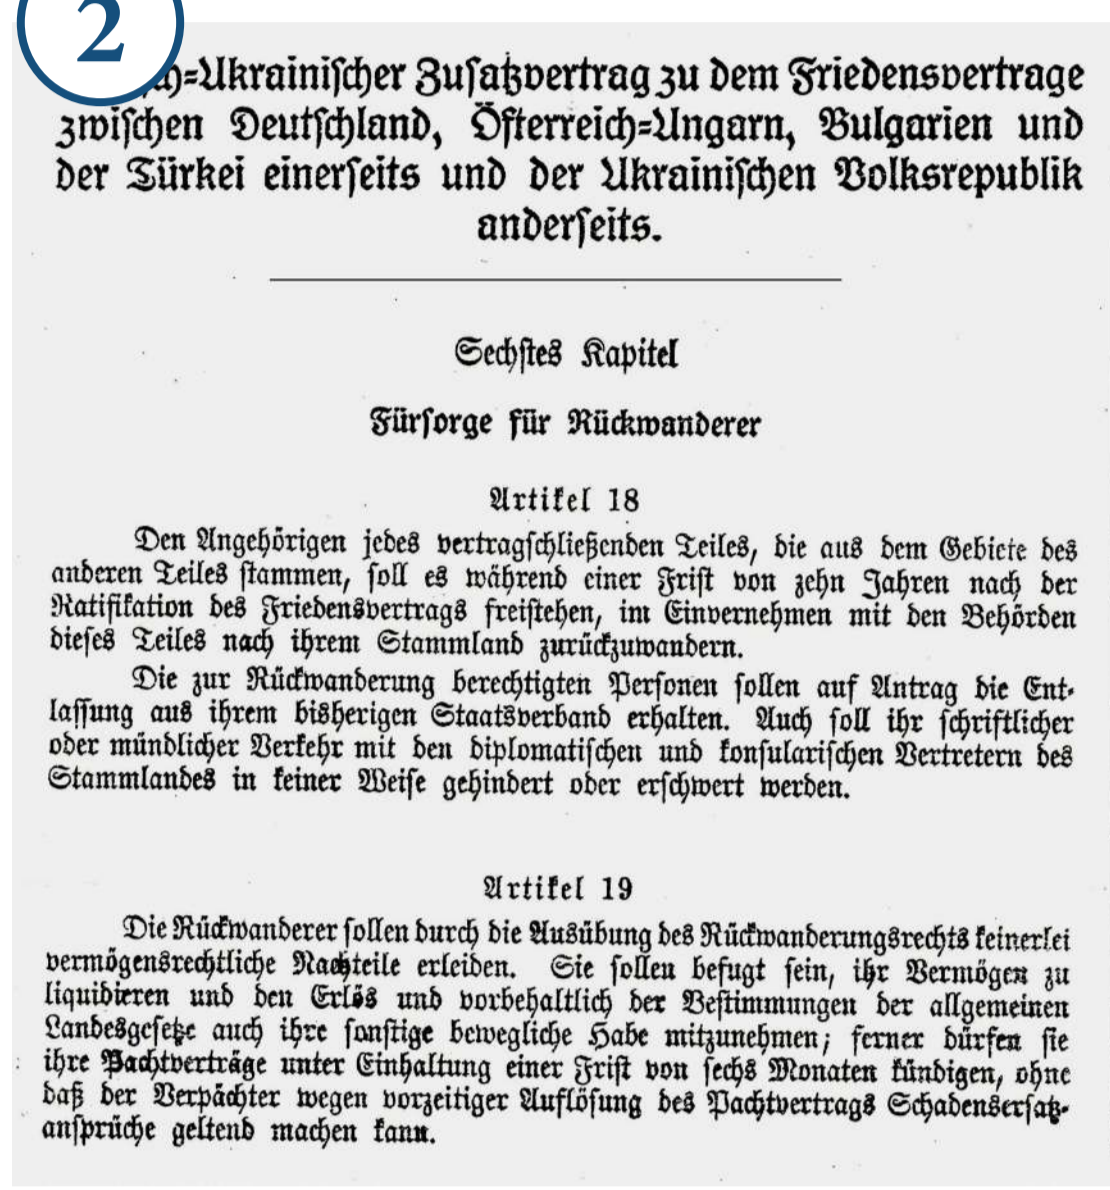 2
-Ukrainischer Zusatzvertrag zu dem Friedensvertrage
zwischen Deutschland, Österreich-Ungarn, Bulgarien und
der Türkei einerseits und der Ukrainischen Volksrepublik
anderseits.
Sechstes Kapitel
Fürsorge für Rückwanderer
Artikel 18
Den Angehörigen jedes vertragschließenden Teiles, die aus dem Gebiete des
anderen Teiles stammen, soll es während einer Frist von zehn Jahren nach der
Ratifikation des Friedensvertrags freistehen, im Einvernehmen mit den Behörden
dieses Teiles nach ihrem Stammland zurückzuwandern.
Die zur Rückwanderung berechtigten Personen sollen auf Antrag die Ent-
lassung aus ihrem bisherigen Staatsverband erhalten. Auch soll ihr schriftlicher
oder mündlicher Verkehr mit den diplomatischen und konsularischen Vertretern des
Stammlandes in keiner Weise gehindert oder erschwert werden.
Artikel 19
Die Rückwanderer sollen durch die Ausübung des Rückwanderungsrechts keinerlei
vermögensrechtliche Nachteile erleiden. Sie sollen befugt sein, ihr Vermögen zu
liquidieren und den Erlös und vorbehaltlich der Bestimmungen der allgemeinen
Landesgesetze auch ihre sonstige bewegliche Habe mitzunehmen; ferner dürfen sie
ihre Pachtverträge unter Einhaltung einer Frist von sechs Monaten kündigen, ohne
daß der Verpächter wegen vorzeitiger Auflösung des Pachtvertrags Schadensersatz-
ansprüche geltend machen kann.